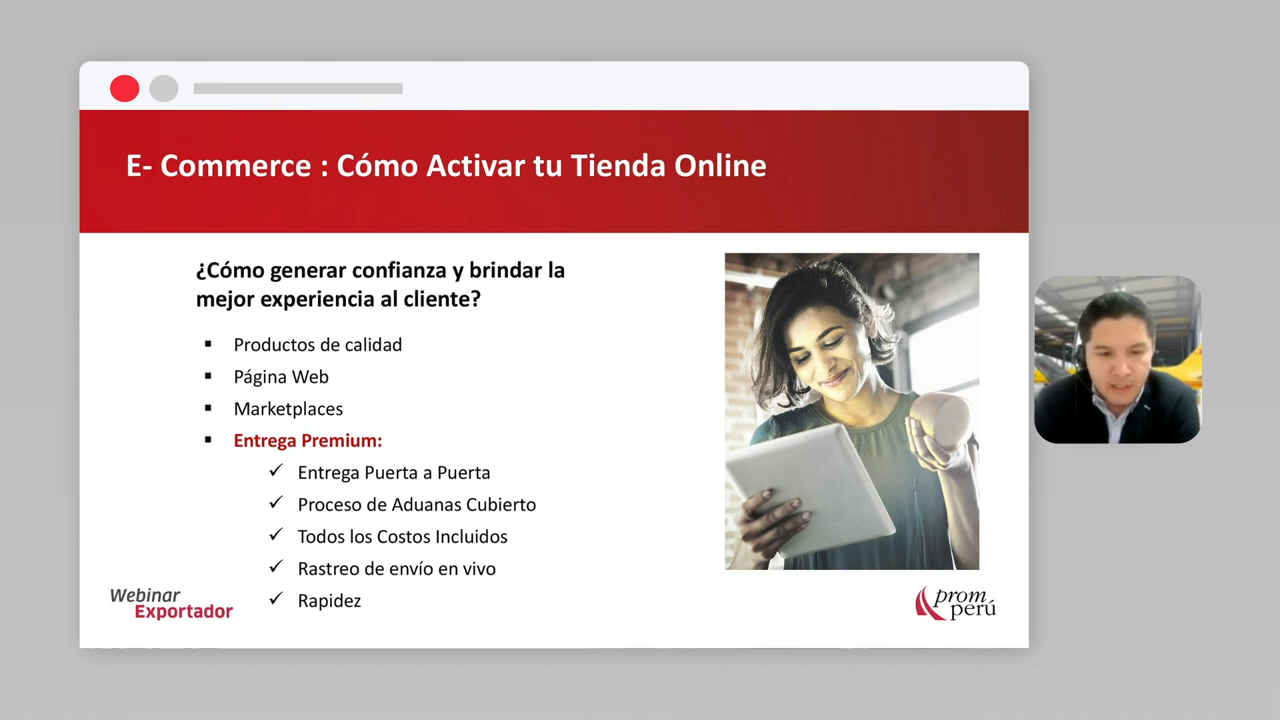 E- Commerce : Cómo Activar tu Tienda Online
¿Cómo generar confianza y brindar la
mejor experiencia al cliente?
Productos de calidad
Página Web
Marketplaces
Entrega Premium:
Entrega Puerta a Puerta
Proceso de Aduanas Cubierto
Todos los Costos Incluidos
Rastreo de envío en vivo
Rapidez
Webinar
Exportador
prom
perú